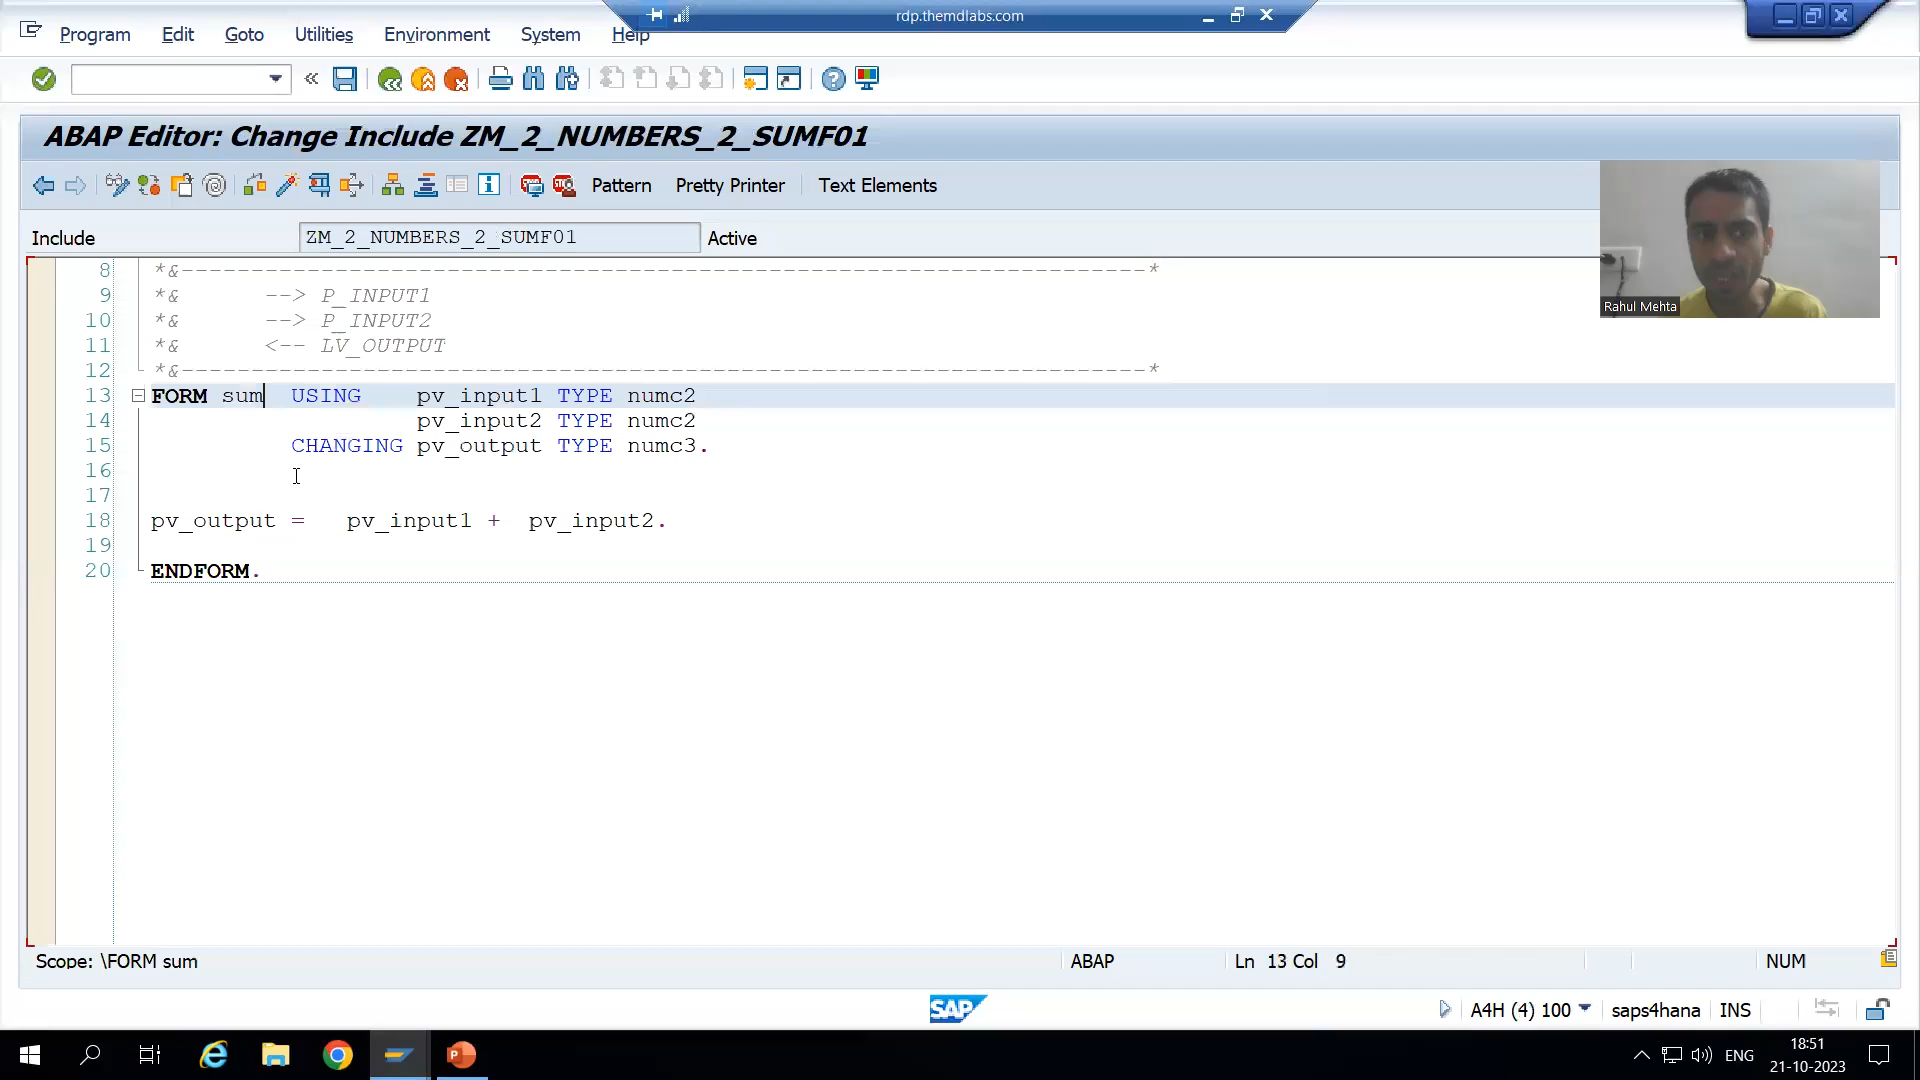 rdp.themdlabs.com
Program Edit Goto Utilities Environment System Help
ABAP Editor: Change Include ZM_2_NUMBERS_2_SUMF01
Pattern Pretty Printer Text Elements
Include ZM_2_NUMBERS_2_SUMF01 Active
Rahul Mehta
8 *&---------------------------------------------------------------------*
9 *& --> P_INPUT1
10 *& --> P_INPUT2
11 *& <-- LV_OUTPUT
12 *&---------------------------------------------------------------------*
13 FORM sum USING pv_input1 TYPE numc2
14 pv_input2 TYPE numc2
15 CHANGING pv_output TYPE numc3.
16
17
18 pv_output = pv_input1 + pv_input2.
19
20 ENDFORM.
Scope: \FORM sum ABAP Ln 13 Col 9 NUM
SAP A4H (4) 100 saps4hana INS
ENG 18:51
21-10-2023